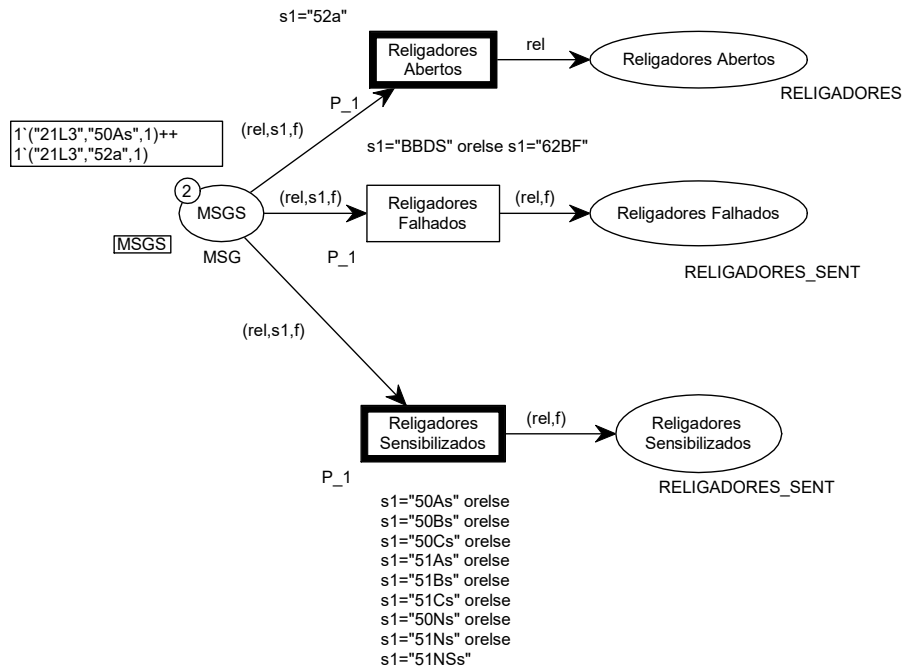 s1="52a"
Religadores
Abertos
rel
Religadores Abertos
RELIGADORES
P_1
(rel,s1,f)
1`("21L3","50As",1)++
1`("21L3","52a",1)
s1="BBDS" orelse s1="62BF"
2
MSGS
MSGS
MSG
(rel,s1,f)
Religadores
Falhados
(rel,f)
Religadores Falhados
P_1
RELIGADORES_SENT
(rel,s1,f)
Religadores
Sensibilizados
(rel,f)
Religadores
Sensibilizados
P_1
RELIGADORES_SENT
s1="50As" orelse
s1="50Bs" orelse
s1="50Cs" orelse
s1="51As" orelse
s1="51Bs" orelse
s1="51Cs" orelse
s1="50Ns" orelse
s1="51Ns" orelse
s1="51NSs"